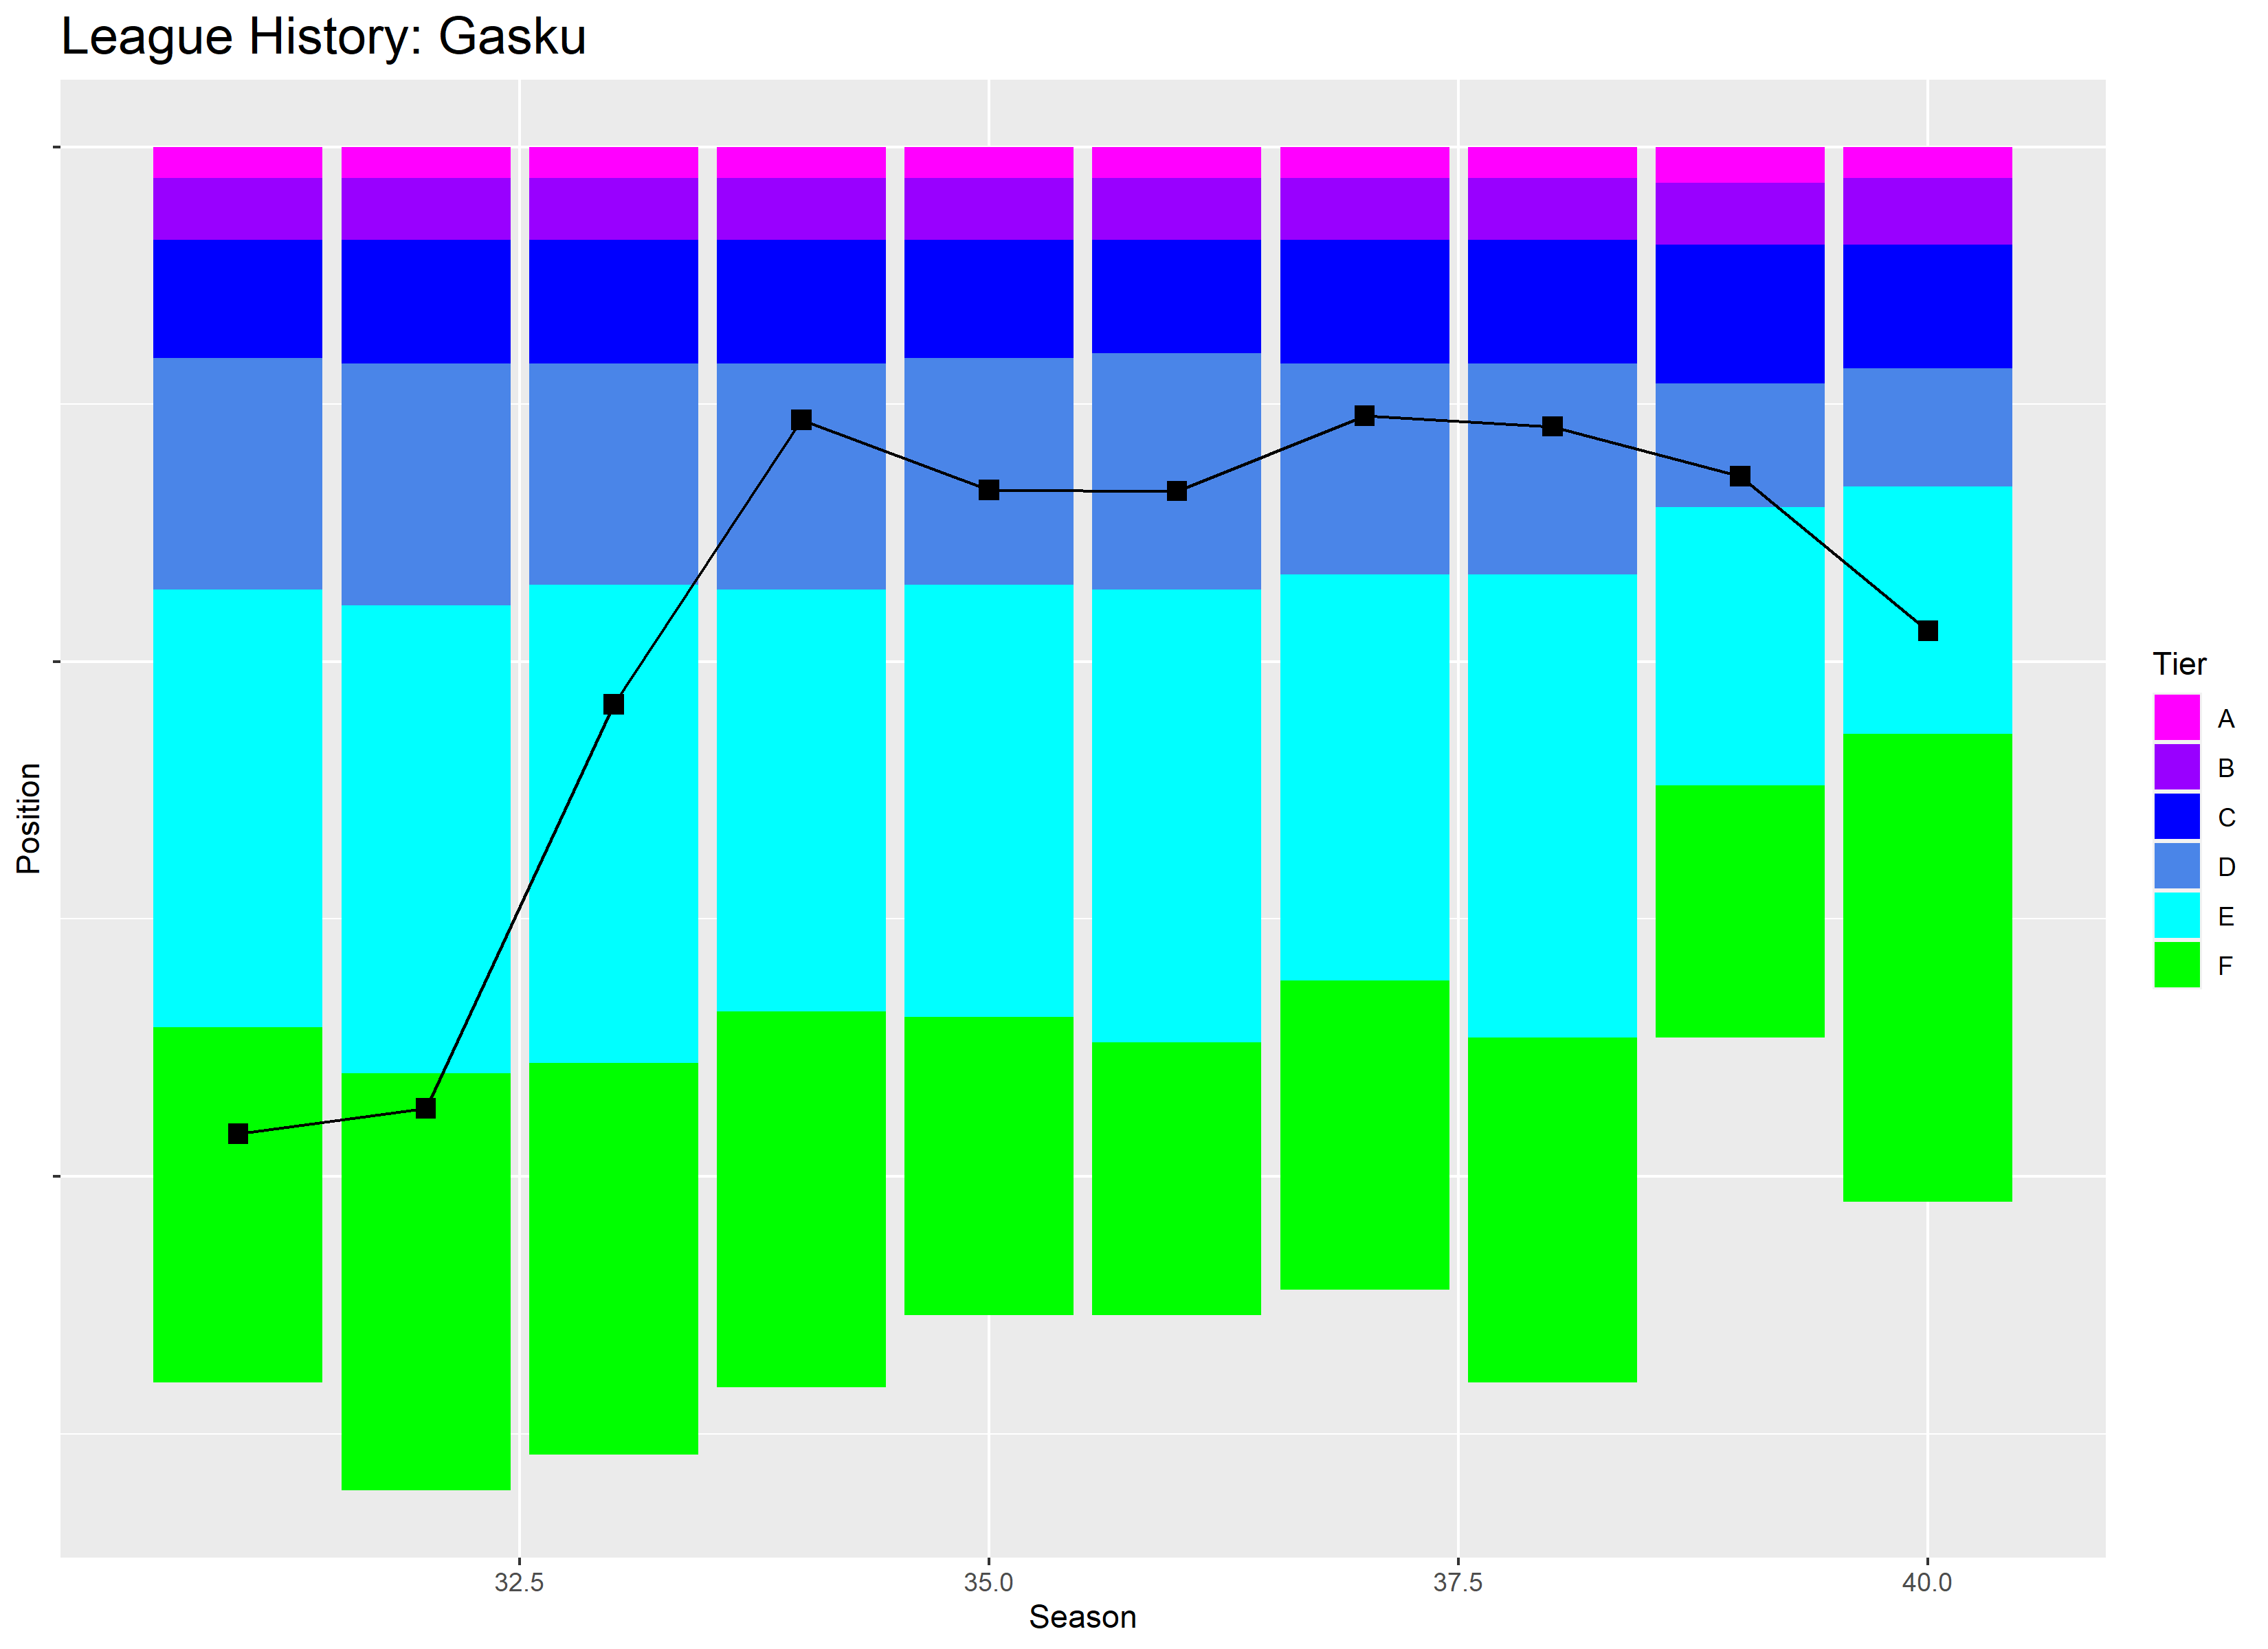 League History: Gasku
Position
Tier
A
B
C
D
E
F
32.5
35.0
37.5
40.0
Season